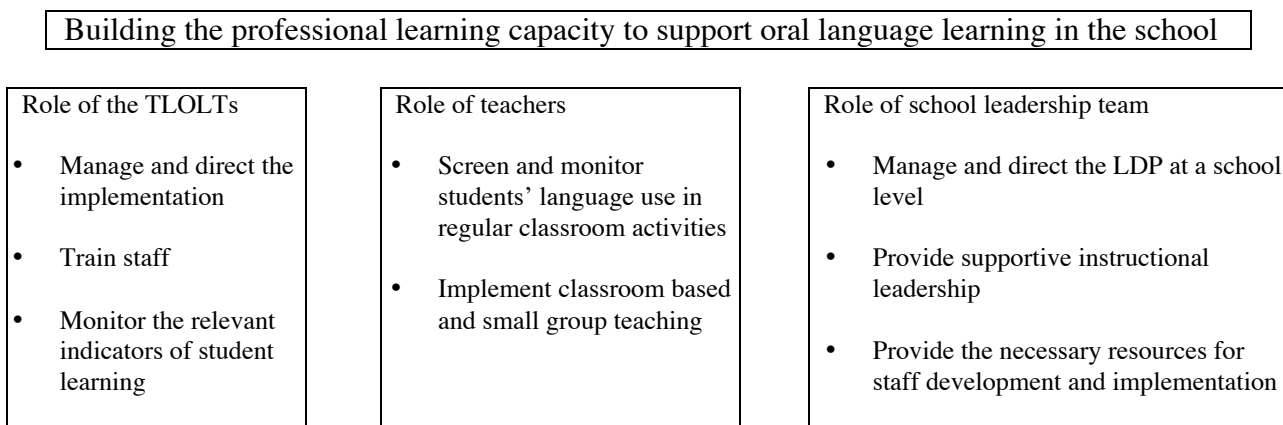 Building the professional learning capacity to support oral language learning in the school
Role of the TLOLTs
• Manage and direct the
implementation
• Train staff
• Monitor the relevant
indicators of student
learning
Role of teachers
• Screen and monitor
students’ language use in
regular classroom activities
• Implement classroom based
and small group teaching
Role of school leadership team
• Manage and direct the LDP at a school
level
• Provide supportive instructional
leadership
• Provide the necessary resources for
staff development and implementation